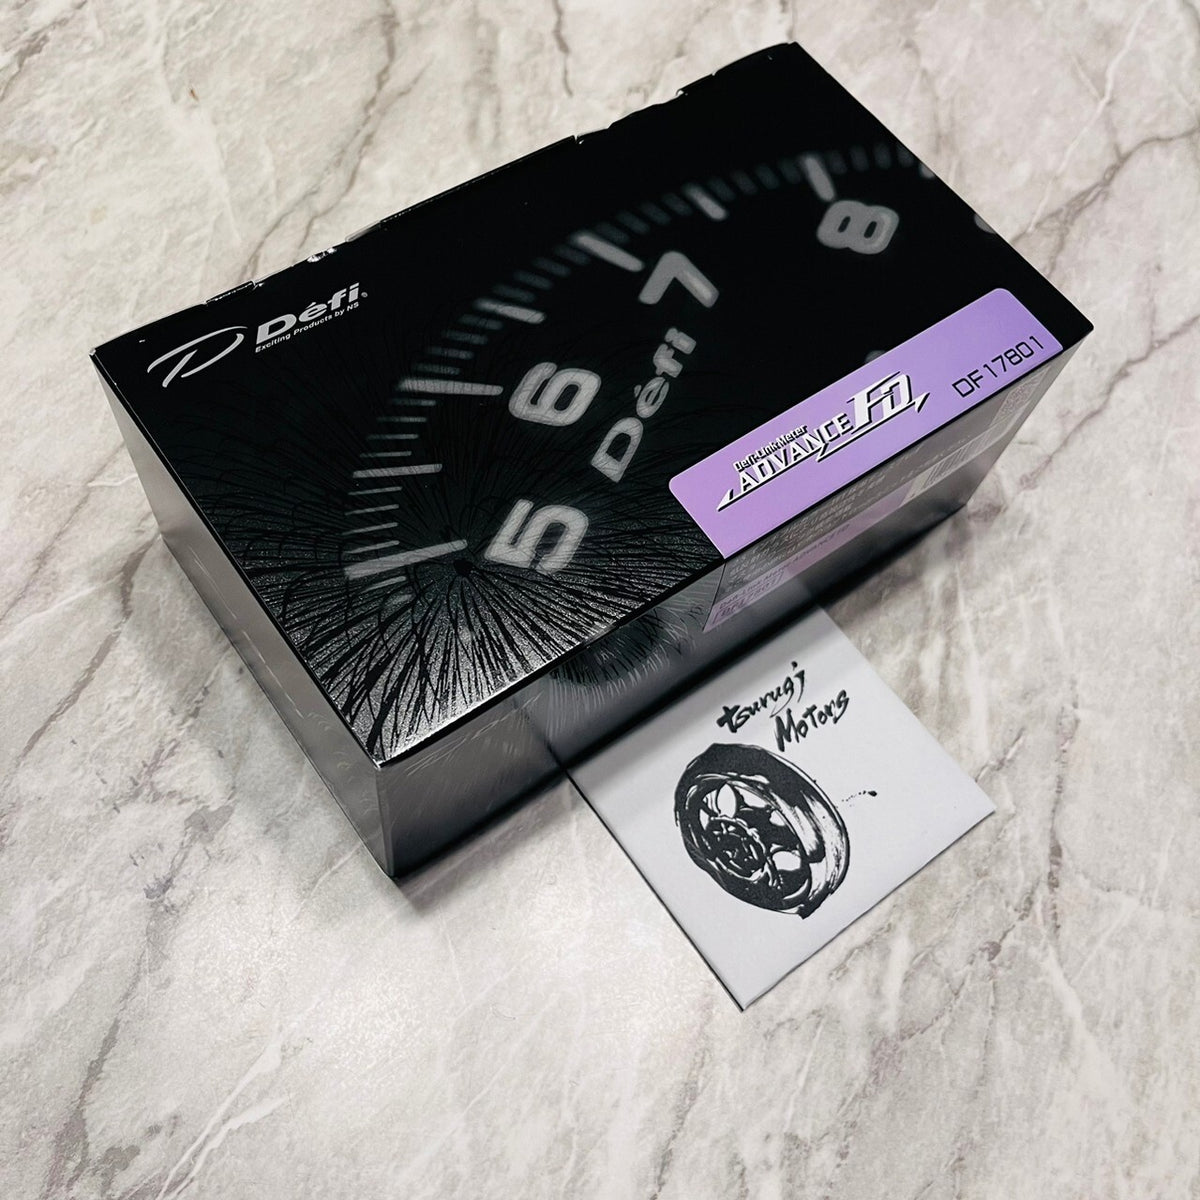 Défi®
Exciting Products by NS
5 6 7 8
Défi
Defi-Link Meter
ADVANCE FD
DF17801
tsurugi
Motors